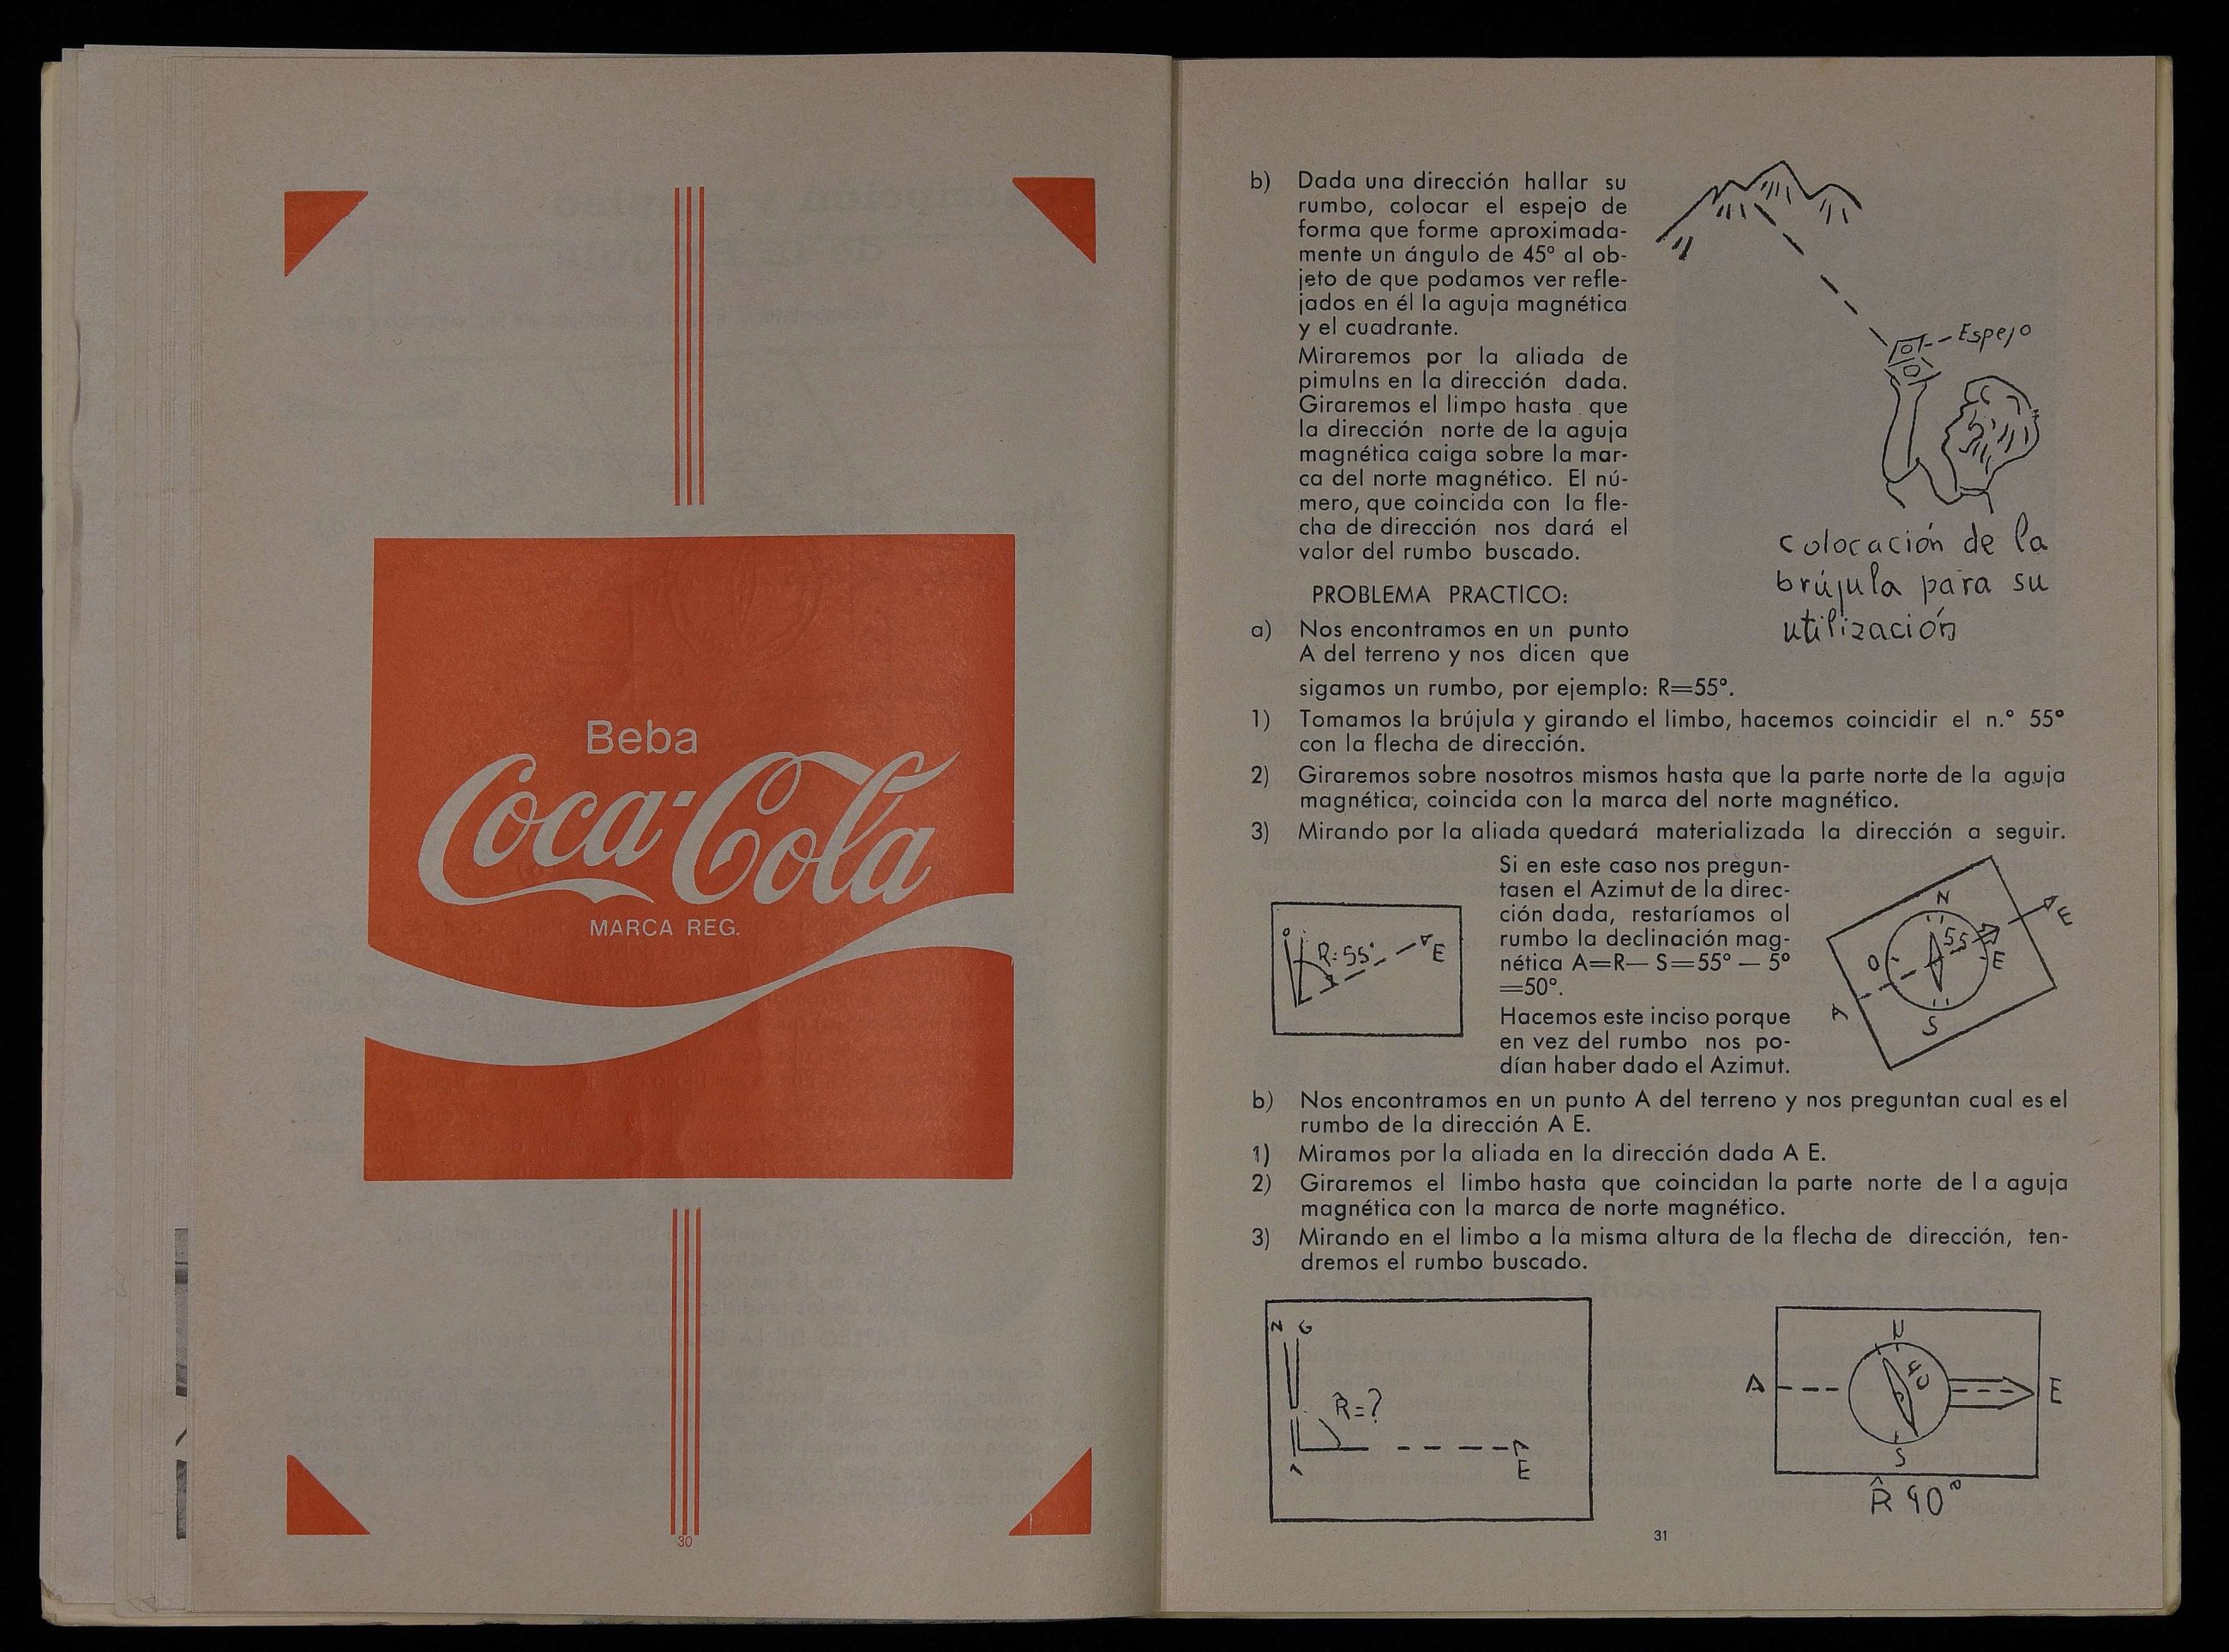 Beba
Coca-Cola
MARCA REG.
30
b) Dada una dirección hallar su
rumbo, colocar el espejo de
forma que forme aproximada-
mente un ángulo de 45º al ob-
jeto de que podamos ver refle-
jados en él la aguja magnética
y el cuadrante.
Miraremos por la aliada de
pimulns en la dirección dada.
Giraremos el limpo hasta que
la dirección norte de la aguja
magnética caiga sobre la mar-
ca del norte magnético. El nú-
mero, que coincida con la fle-
cha de dirección nos dará el
valor del rumbo buscado.
Espejo
colocación de la
brújula para su
utilización
PROBLEMA PRACTICO:
a) Nos encontramos en un punto
A del terreno y nos dicen que
sigamos un rumbo, por ejemplo: R=55º.
1) Tomamos la brújula y girando el limbo, hacemos coincidir el n.º 55º
con la flecha de dirección.
2) Giraremos sobre nosotros mismos hasta que la parte norte de la aguja
magnética, coincida con la marca del norte magnético.
3) Mirando por la aliada quedará materializada la dirección a seguir.
R=55º
E
Si en este caso nos pregun-
tasen el Azimut de la direc-
ción dada, restaríamos al
rumbo la declinación mag-
nética A=R— S=55º — 5º
=50º.
Hacemos este inciso porque
en vez del rumbo nos po-
dían haber dado el Azimut.
N
E
55
O
E
A
S
b) Nos encontramos en un punto A del terreno y nos preguntan cual es el
rumbo de la dirección A E.
1) Miramos por la aliada en la dirección dada A E.
2) Giraremos el limbo hasta que coincidan la parte norte de l a aguja
magnética con la marca de norte magnético.
3) Mirando en el limbo a la misma altura de la flecha de dirección, ten-
dremos el rumbo buscado.
N G
R=?
E
N
A
E
S
R 90º
31